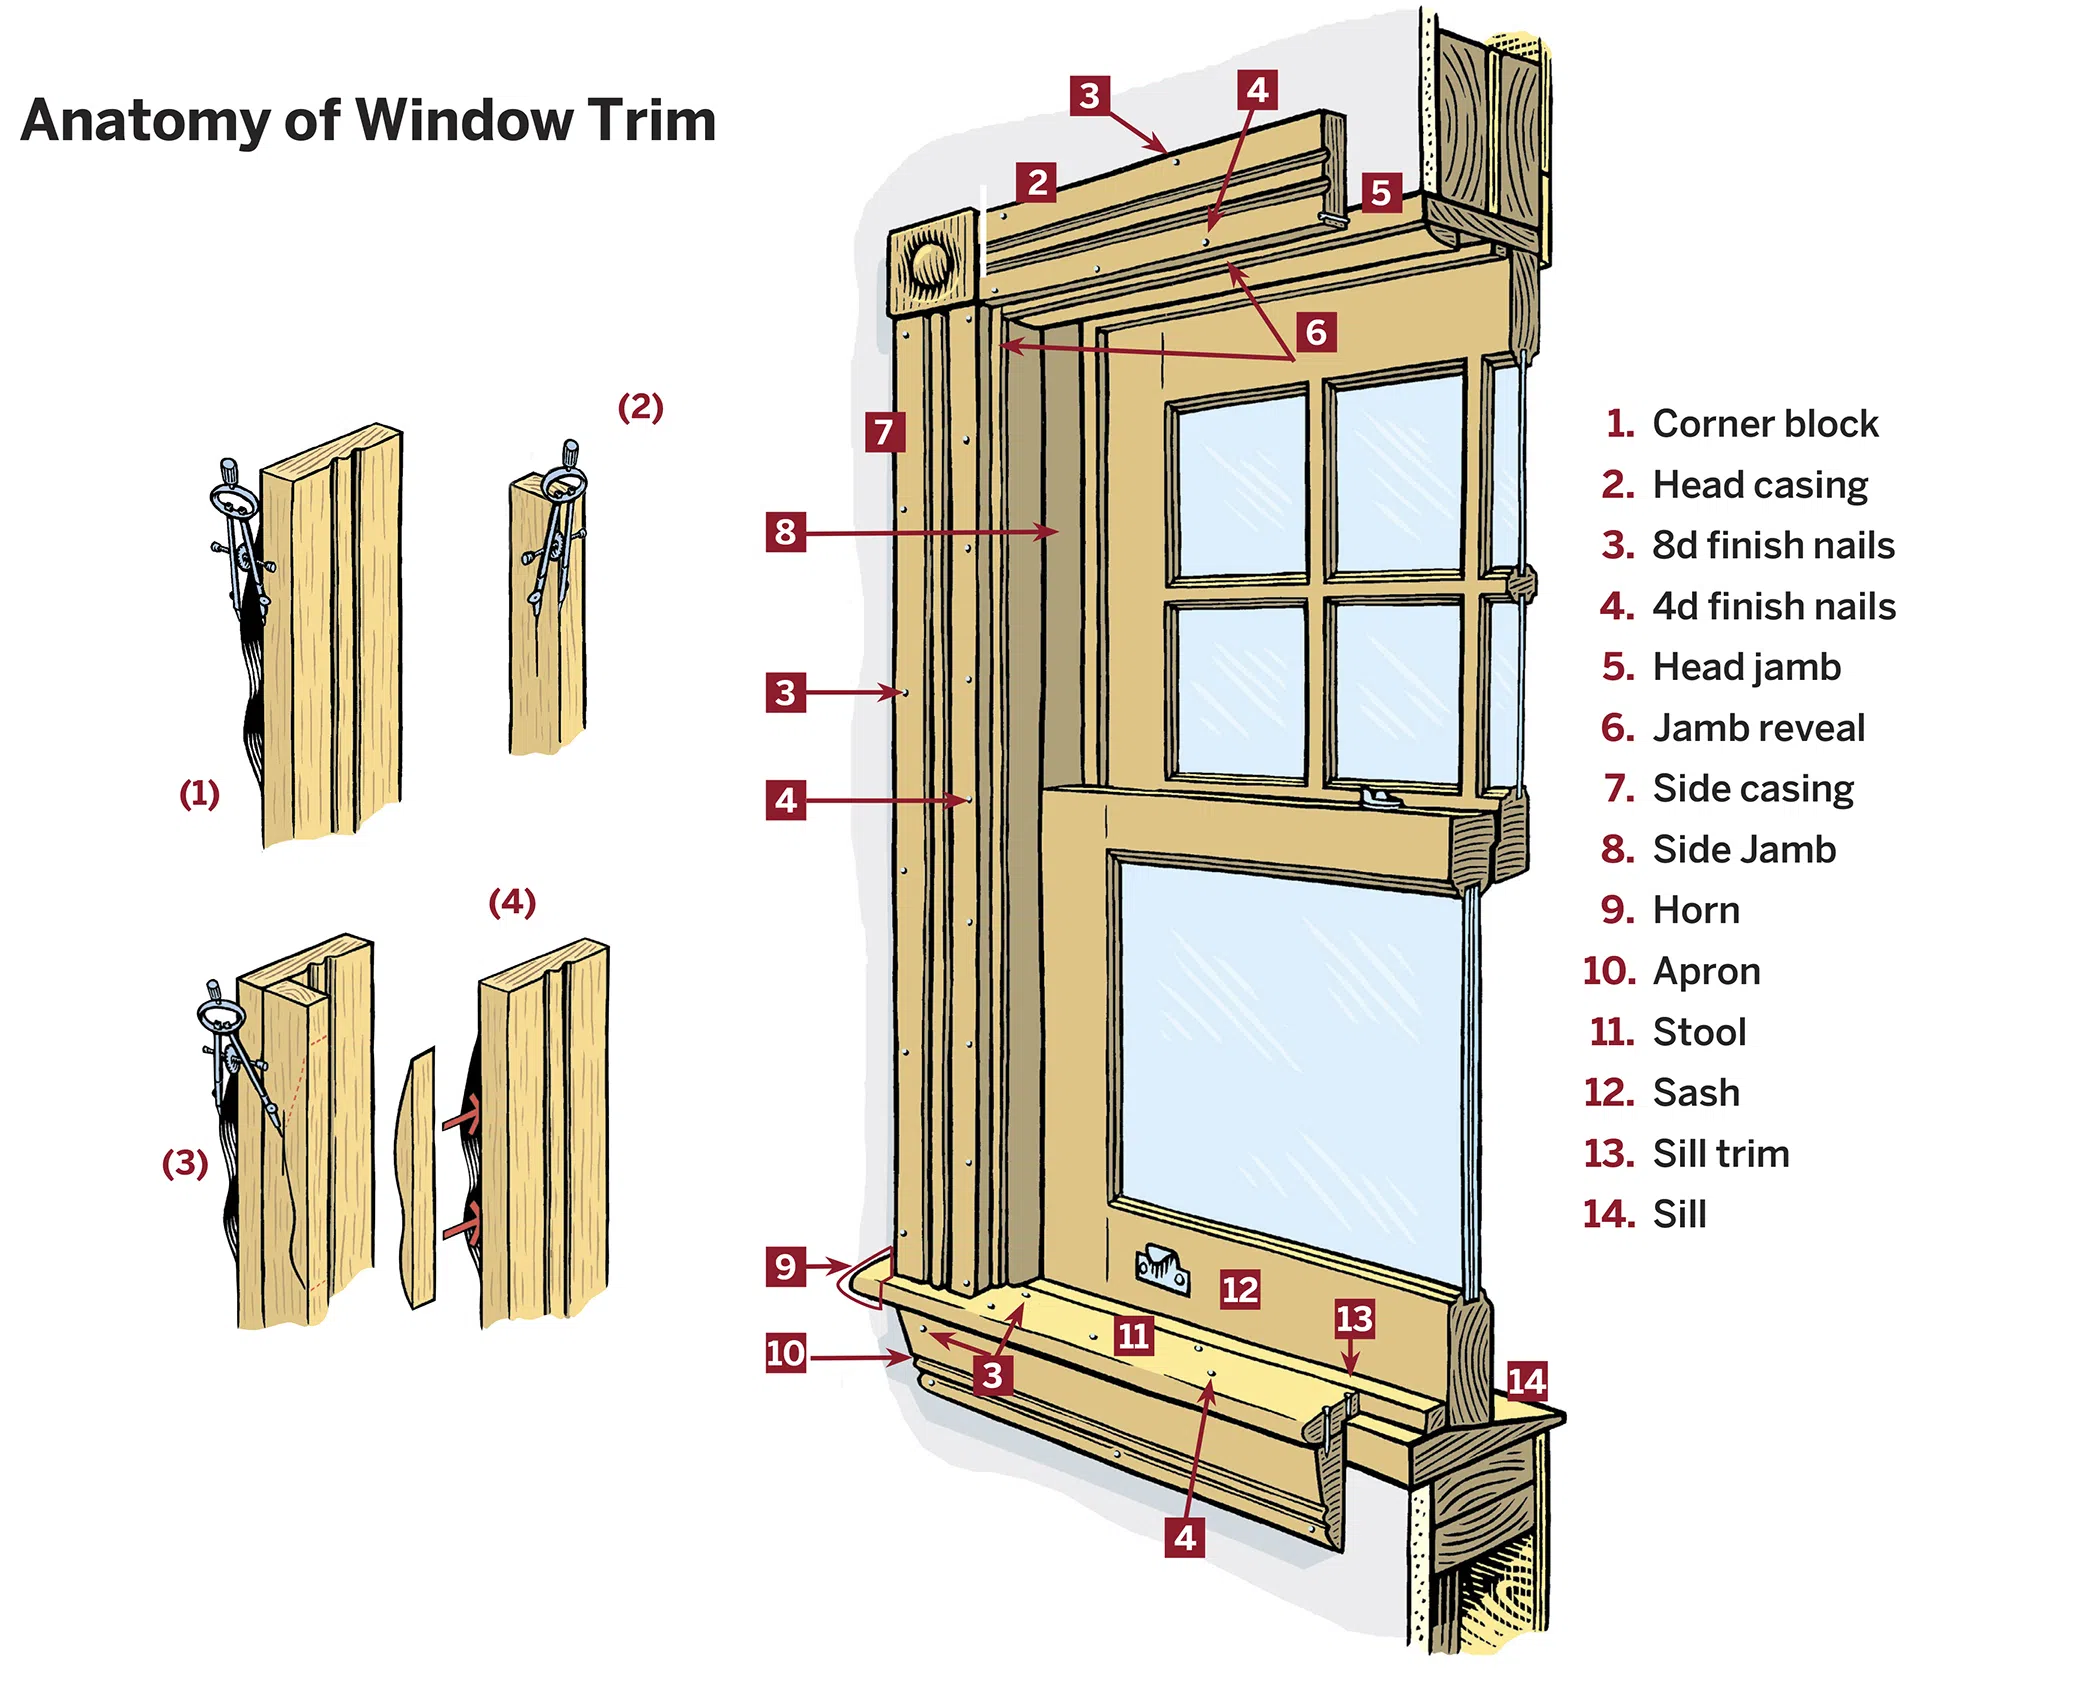 Anatomy of Window Trim
(1)
(2)
(3)
(4)
3
4
2
5
6
7
8
3
4
9
10
3
11
12
13
14
4
1. Corner block
2. Head casing
3. 8d finish nails
4. 4d finish nails
5. Head jamb
6. Jamb reveal
7. Side casing
8. Side Jamb
9. Horn
10. Apron
11. Stool
12. Sash
13. Sill trim
14. Sill